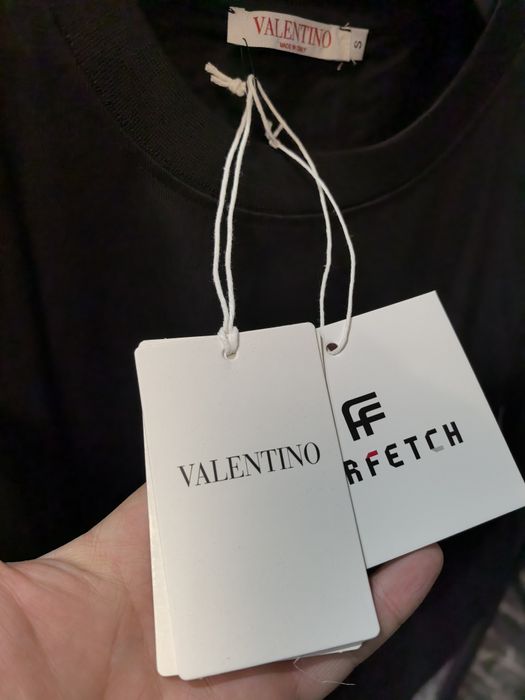 VALENTINO
MADE IN ITALY
S
VALENTINO
FF
RFETCH